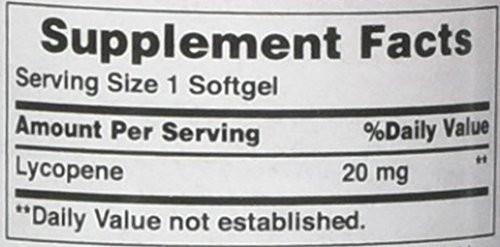 Supplement Facts
Serving Size 1 Softgel
Amount Per Serving %Daily Value
Lycopene 20 mg **
**Daily Value not established.